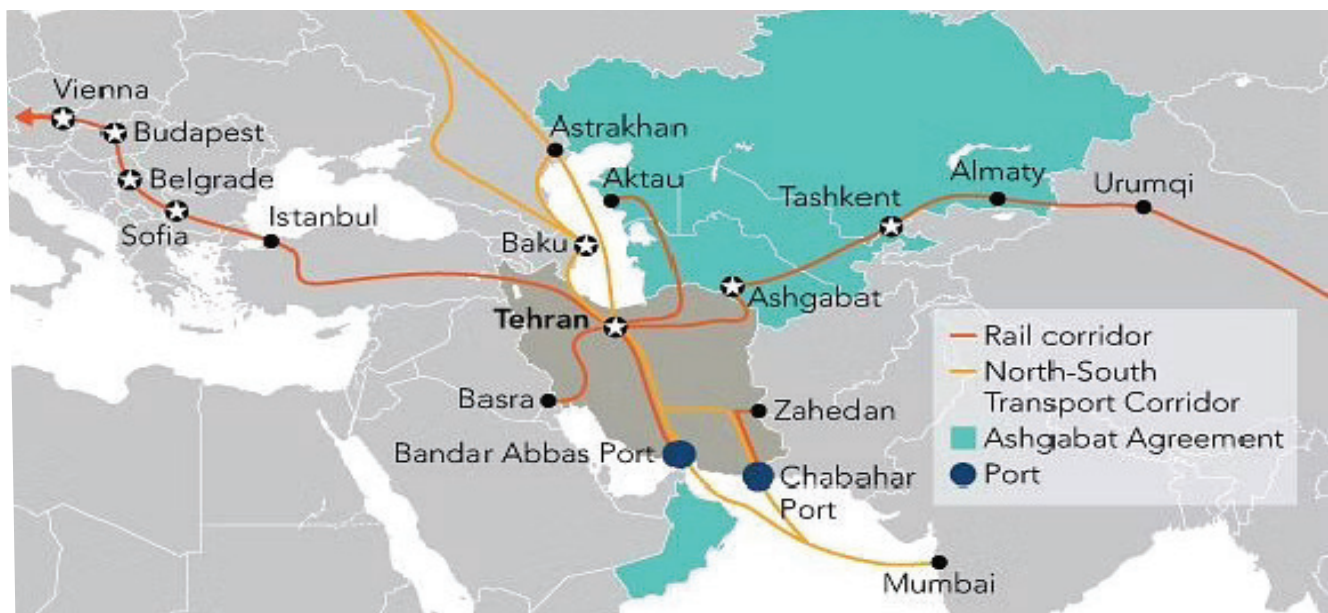 Vienna
Budapest
Belgrade
Sofia
Istanbul
Astrakhan
Aktau
Baku
Tashkent
Almaty
Urumqi
Ashgabat
Tehran
Basra
Zahedan
Bandar Abbas Port
Chabahar
Port
Mumbai
Rail corridor
North-South
Transport Corridor
Ashgabat Agreement
Port